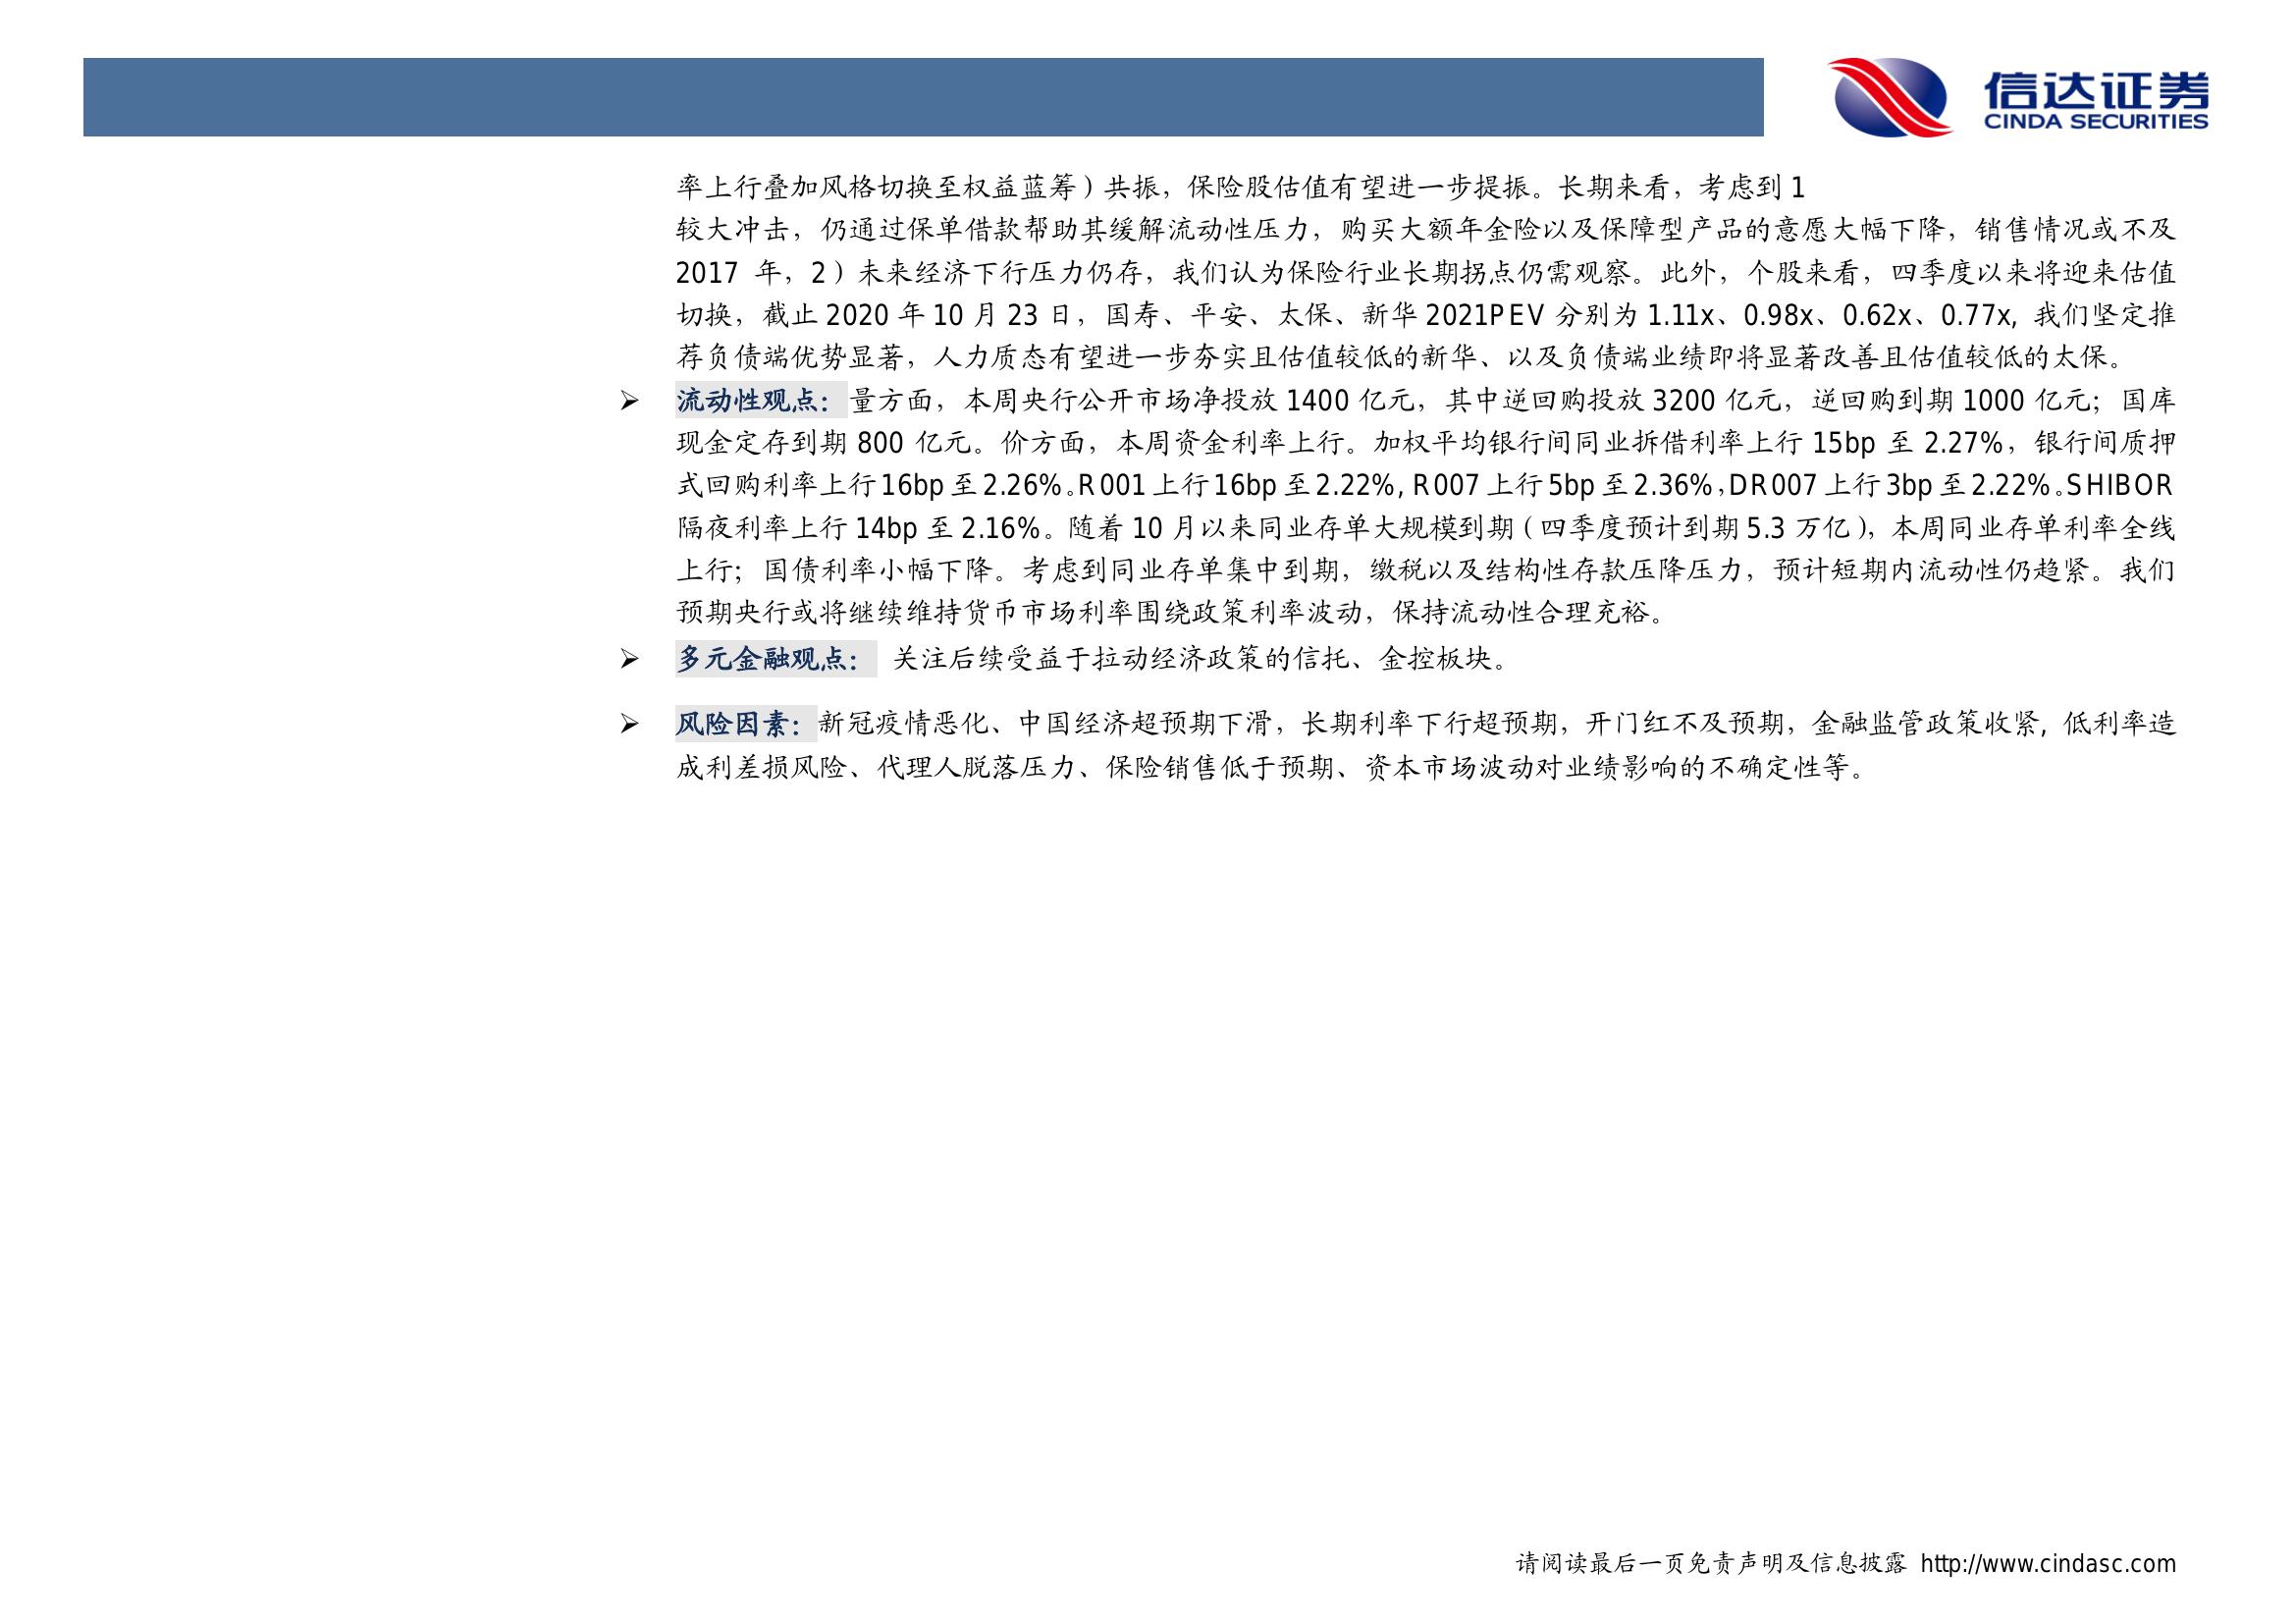 信达证券
CINDA SECURITIES
率上行叠加风格切换至权益蓝筹）共振，保险股估值有望进一步提振。长期来看，考虑到 1
较大冲击，仍通过保单借款帮助其缓解流动性压力，购买大额年金险以及保障型产品的意愿大幅下降，销售情况或不及
2017 年，2）未来经济下行压力仍存，我们认为保险行业长期拐点仍需观察。此外，个股来看，四季度以来将迎来估值
切换，截止 2020 年 10 月 23 日，国寿、平安、太保、新华 2021PEV 分别为 1.11x、0.98x、0.62x、0.77x, 我们坚定推
荐负债端优势显著，人力质态有望进一步夯实且估值较低的新华、以及负债端业绩即将显著改善且估值较低的太保。
➢ 流动性观点：量方面，本周央行公开市场净投放 1400 亿元，其中逆回购投放 3200 亿元，逆回购到期 1000 亿元；国库
现金定存到期 800 亿元。价方面，本周资金利率上行。加权平均银行间同业拆借利率上行 15bp 至 2.27%，银行间质押
式回购利率上行 16bp 至 2.26%。R001 上行 16bp 至 2.22%, R007 上行 5bp 至 2.36%，DR007 上行 3bp 至 2.22%。SHIBOR
隔夜利率上行 14bp 至 2.16%。随着 10 月以来同业存单大规模到期（四季度预计到期 5.3 万亿），本周同业存单利率全线
上行；国债利率小幅下降。考虑到同业存单集中到期，缴税以及结构性存款压降压力，预计短期内流动性仍趋紧。我们
预期央行或将继续维持货币市场利率围绕政策利率波动，保持流动性合理充裕。
➢ 多元金融观点： 关注后续受益于拉动经济政策的信托、金控板块。
➢ 风险因素：新冠疫情恶化、中国经济超预期下滑，长期利率下行超预期，开门红不及预期，金融监管政策收紧, 低利率造
成利差损风险、代理人脱落压力、保险销售低于预期、资本市场波动对业绩影响的不确定性等。
请阅读最后一页免责声明及信息披露 http://www.cindasc.com